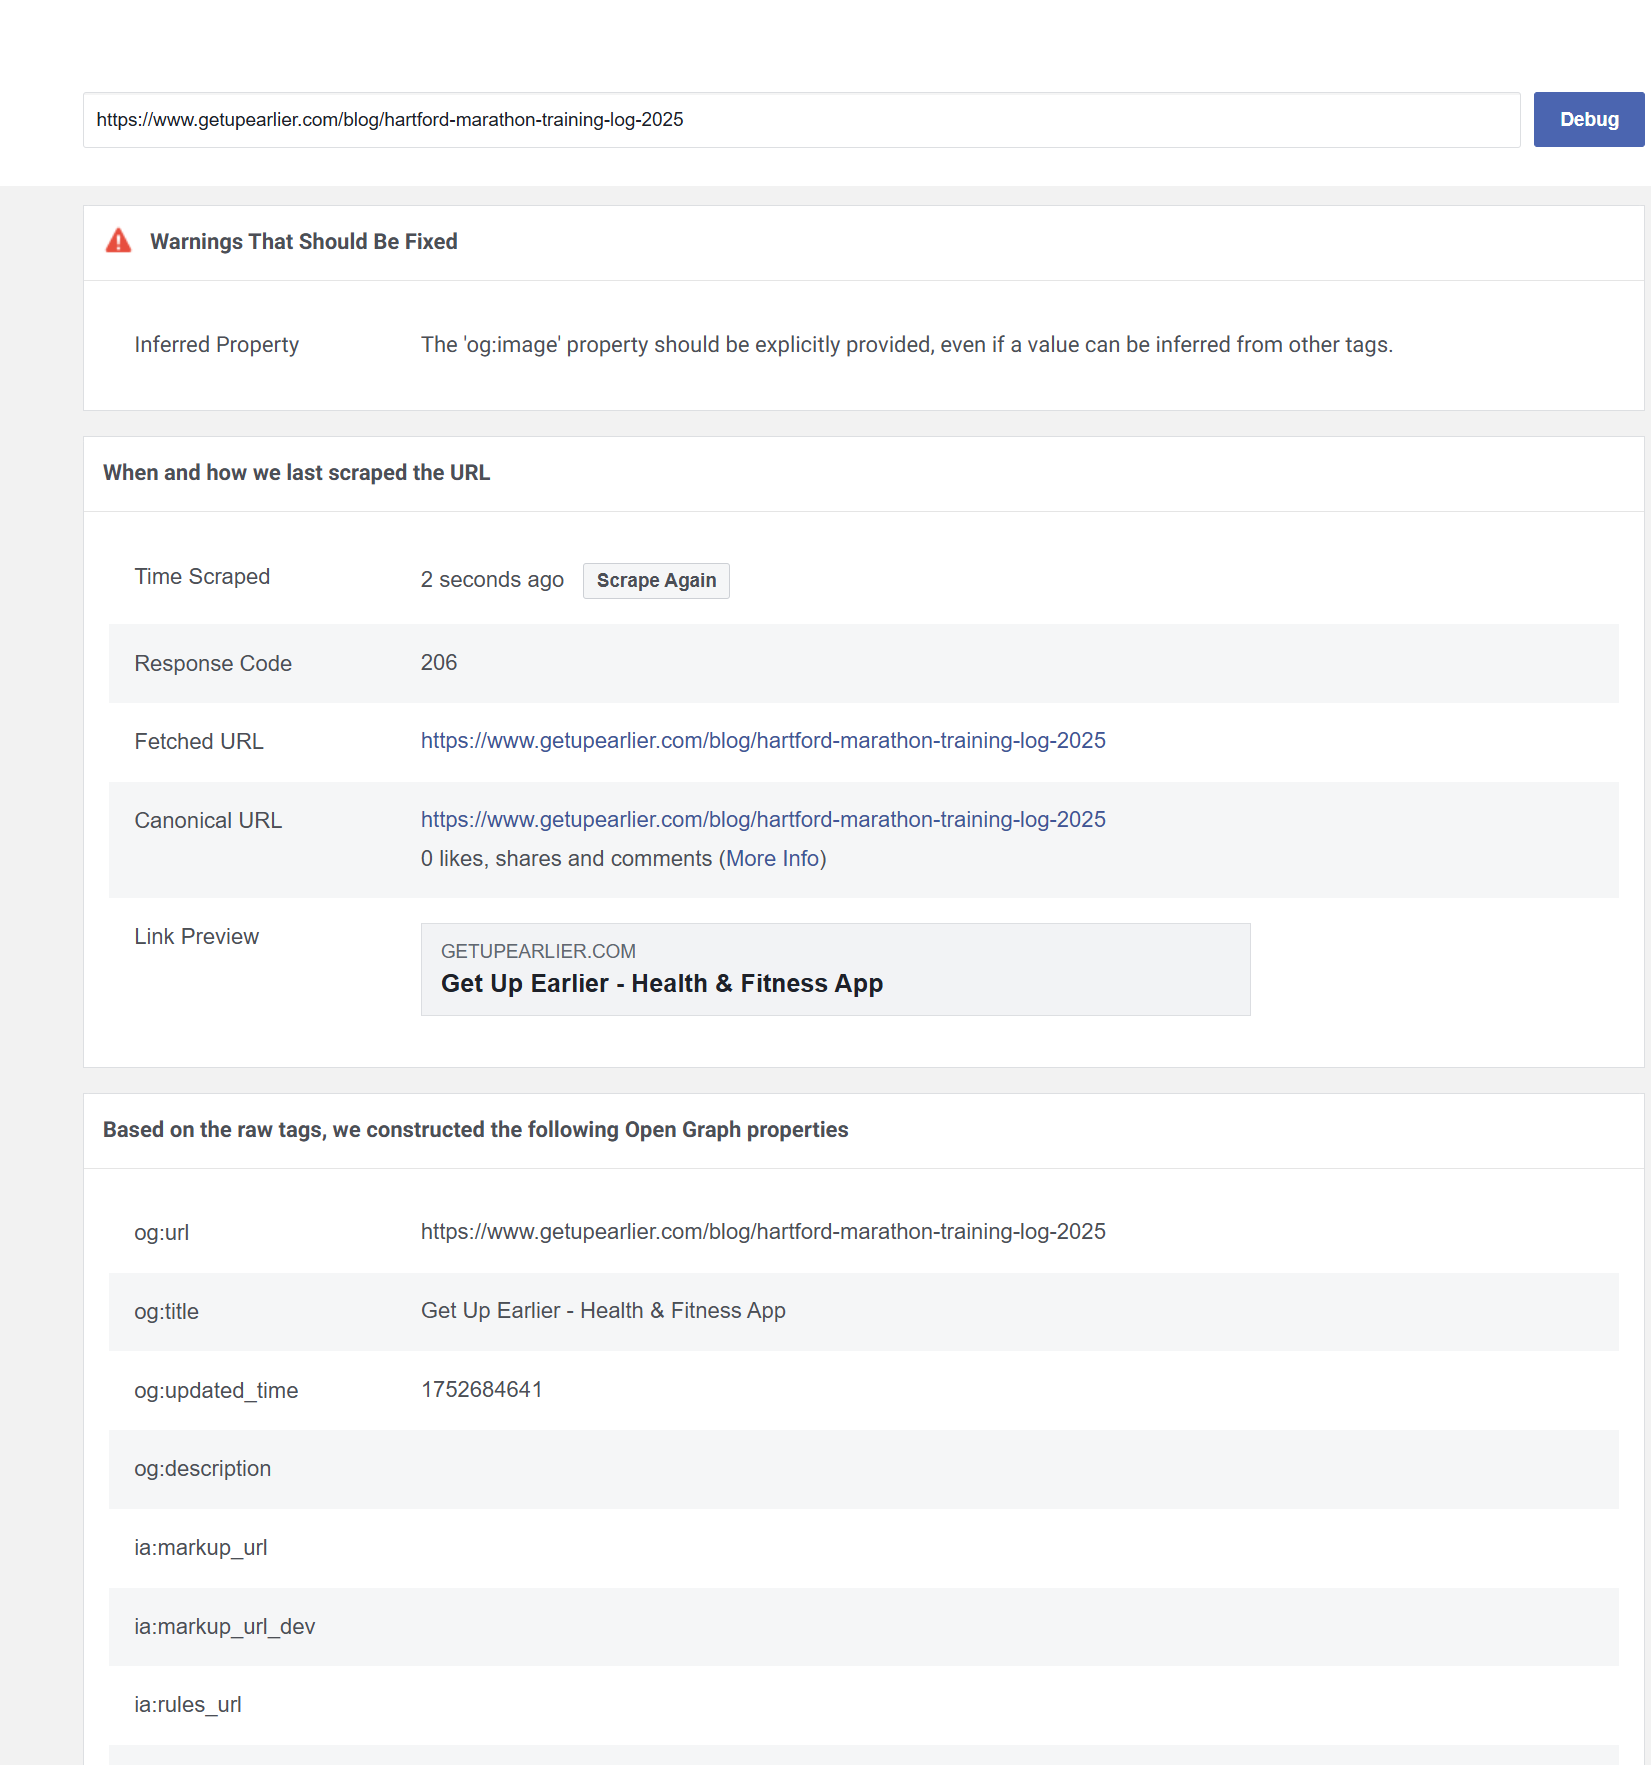 https://www.getupearlier.com/blog/hartford-marathon-training-log-2025
Debug
Warnings That Should Be Fixed
Inferred Property
The 'og:image' property should be explicitly provided, even if a value can be inferred from other tags.
When and how we last scraped the URL
Time Scraped
2 seconds ago
Scrape Again
Response Code
206
Fetched URL
https://www.getupearlier.com/blog/hartford-marathon-training-log-2025
Canonical URL
https://www.getupearlier.com/blog/hartford-marathon-training-log-2025
0 likes, shares and comments (More Info)
Link Preview
GETUPEARLIER.COM
Get Up Earlier - Health & Fitness App
Based on the raw tags, we constructed the following Open Graph properties
og:url
https://www.getupearlier.com/blog/hartford-marathon-training-log-2025
og:title
Get Up Earlier - Health & Fitness App
og:updated_time
1752684641
og:description
ia:markup_url
ia:markup_url_dev
ia:rules_url